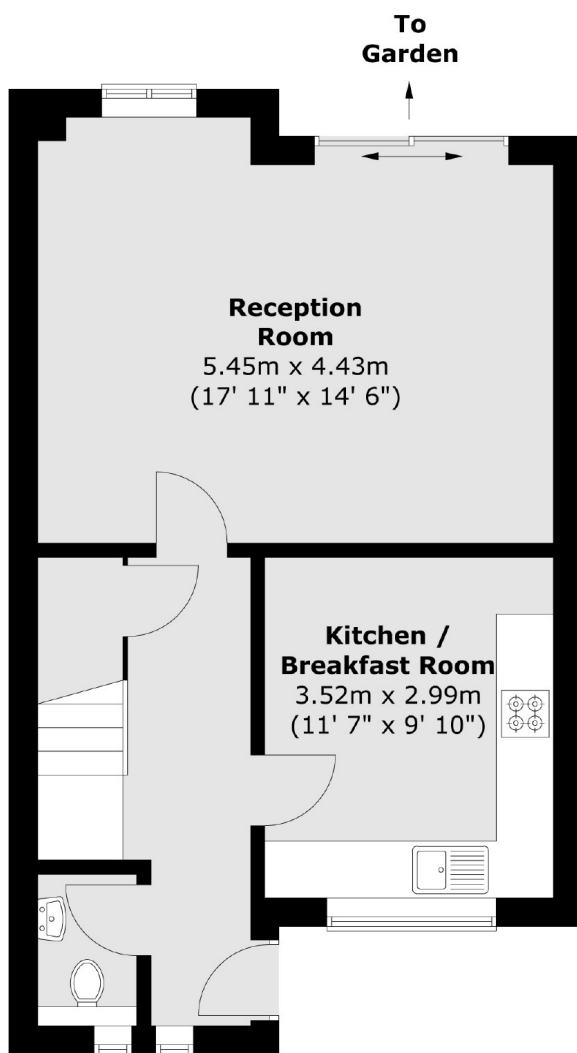 To
Garden
Reception
Room
5.45m x 4.43m
(17' 11" x 14' 6")
Kitchen /
Breakfast Room
3.52m x 2.99m
(11' 7" x 9' 10")